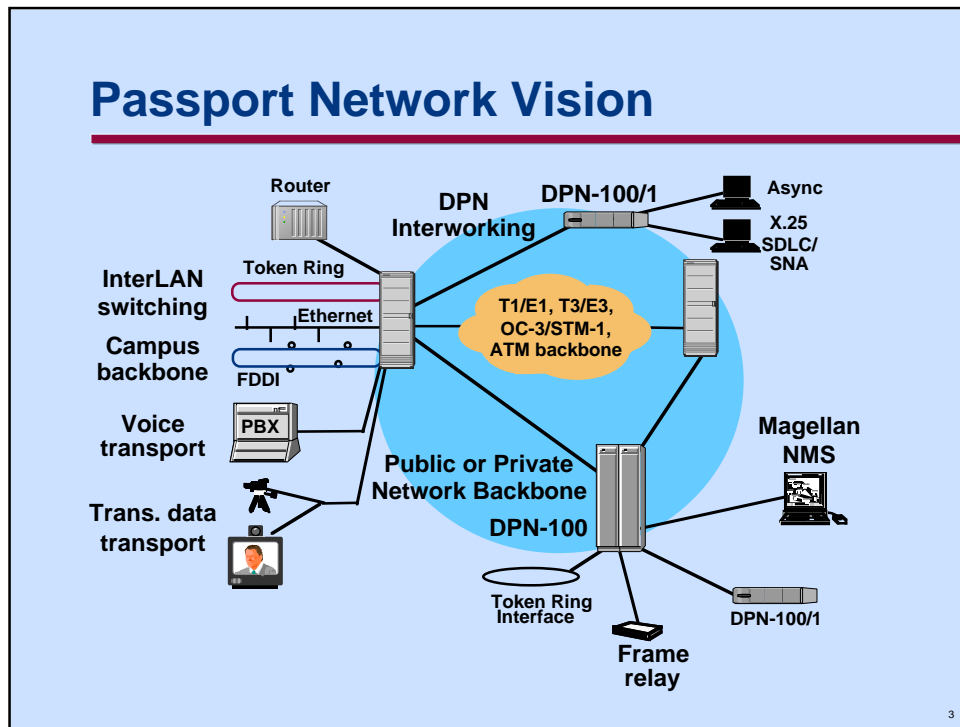 Passport Network Vision
Router
DPN
Interworking
DPN-100/1
Async
X.25
SDLC/
SNA
InterLAN
switching
Token Ring
Ethernet
Campus
backbone
FDDI
T1/E1, T3/E3,
OC-3/STM-1,
ATM backbone
Voice
transport
PBX
Public or Private
Network Backbone
DPN-100
Magellan
NMS
Trans. data
transport
Token Ring
Interface
Frame
relay
DPN-100/1
3